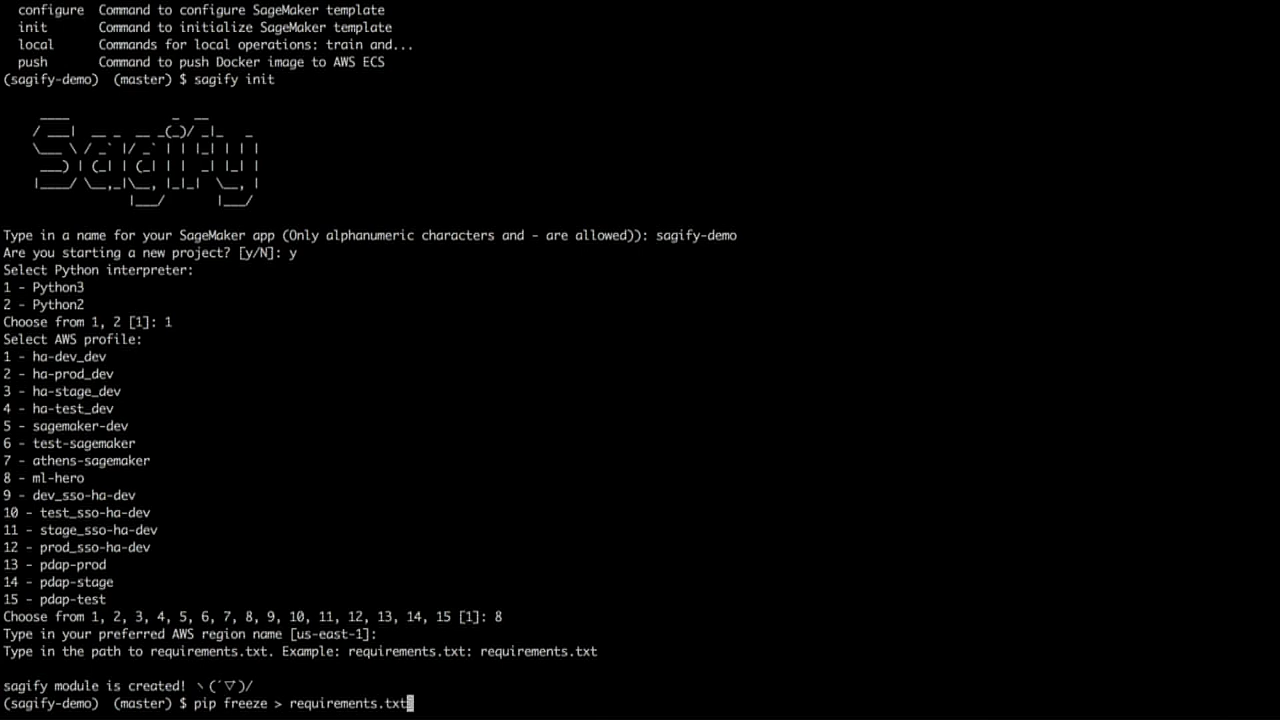 configure  Command to configure SageMaker template
init       Command to initialize SageMaker template
local      Commands for local operations: train and...
push       Command to push Docker image to AWS ECS
(sagify-demo)  (master) $ sagify init
Sagify
Type in a name for your SageMaker app (Only alphanumeric characters and - are allowed)): sagify-demo
Are you starting a new project? [y/N]: y
Select Python interpreter:
1 - Python3
2 - Python2
Choose from 1, 2 [1]: 1
Select AWS profile:
1 - ha-dev_dev
2 - ha-prod_dev
3 - ha-stage_dev
4 - ha-test_dev
5 - sagemaker-dev
6 - test-sagemaker
7 - athens-sagemaker
8 - ml-hero
9 - dev_sso-ha-dev
10 - test_sso-ha-dev
11 - stage_sso-ha-dev
12 - prod_sso-ha-dev
13 - pdap-prod
14 - pdap-stage
15 - pdap-test
Choose from 1, 2, 3, 4, 5, 6, 7, 8, 9, 10, 11, 12, 13, 14, 15 [1]: 8
Type in your preferred AWS region name [us-east-1]:
Type in the path to requirements.txt. Example: requirements.txt: requirements.txt
sagify module is created! ヽ(´▽`)/
(sagify-demo)  (master) $ pip freeze > requirements.txt